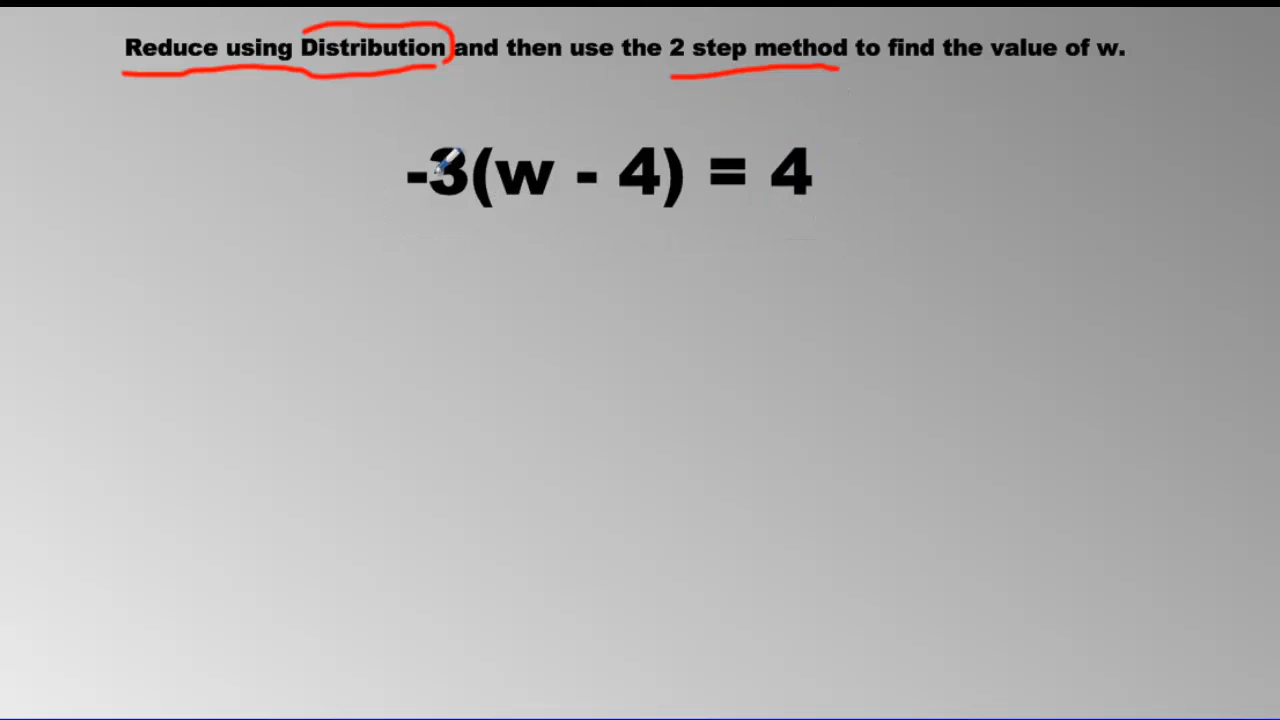 Reduce using Distribution and then use the 2 step method to find the value of w.
-3(w - 4) = 4